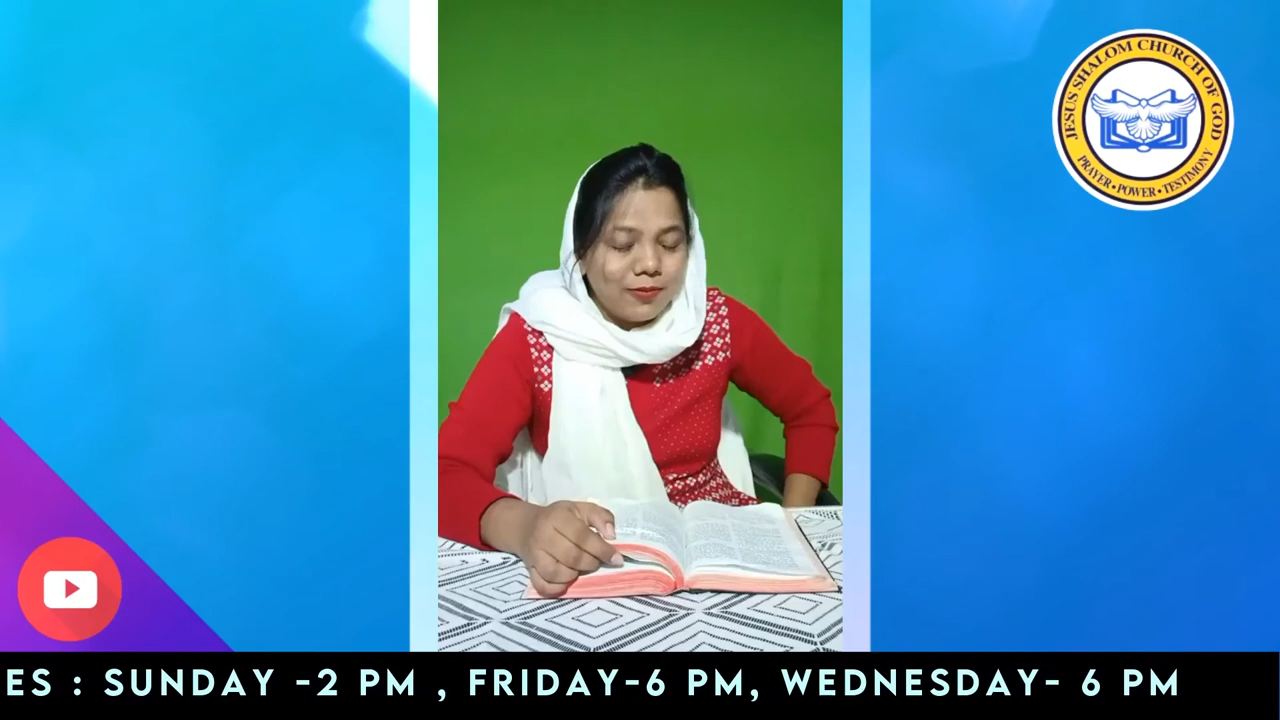 JESUS SHALOM CHURCH OF GOD
PRAYER • POWER • TESTIMONY
ES : SUNDAY -2 PM , FRIDAY-6 PM, WEDNESDAY- 6 PM